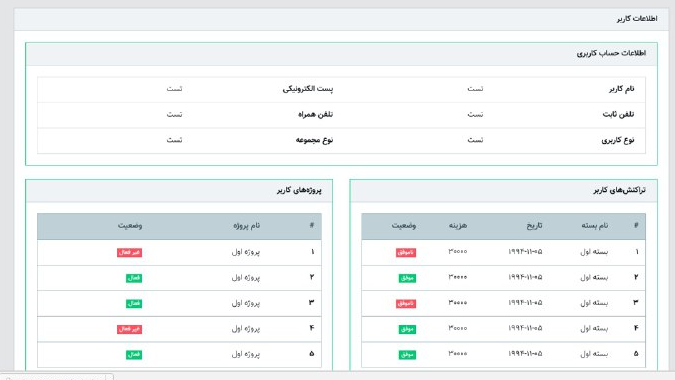 اطلاعات کاربر
اطلاعات حساب کاربری
نام کاربر تست پست الکترونیکی تست
تلفن ثابت تست تلفن همراه تست
نوع کاربری تست نوع مجموعه تست
تراکنش‌های کاربر
# نام بسته تاریخ هزینه وضعیت
۱ بسته اول ۱۹۹۴-۱۱-۰۵ ۳۰۰۰۰ ناموفق
۲ بسته اول ۱۹۹۴-۱۱-۰۵ ۳۰۰۰۰ موفق
۳ بسته اول ۱۹۹۴-۱۱-۰۵ ۳۰۰۰۰ ناموفق
۴ بسته اول ۱۹۹۴-۱۱-۰۵ ۳۰۰۰۰ موفق
۵ بسته اول ۱۹۹۴-۱۱-۰۵ ۳۰۰۰۰ موفق
پروژه‌های کاربر
# نام پروژه وضعیت
۱ پروژه اول غیر فعال
۲ پروژه اول فعال
۳ پروژه اول فعال
۴ پروژه اول غیر فعال
۵ پروژه اول فعال